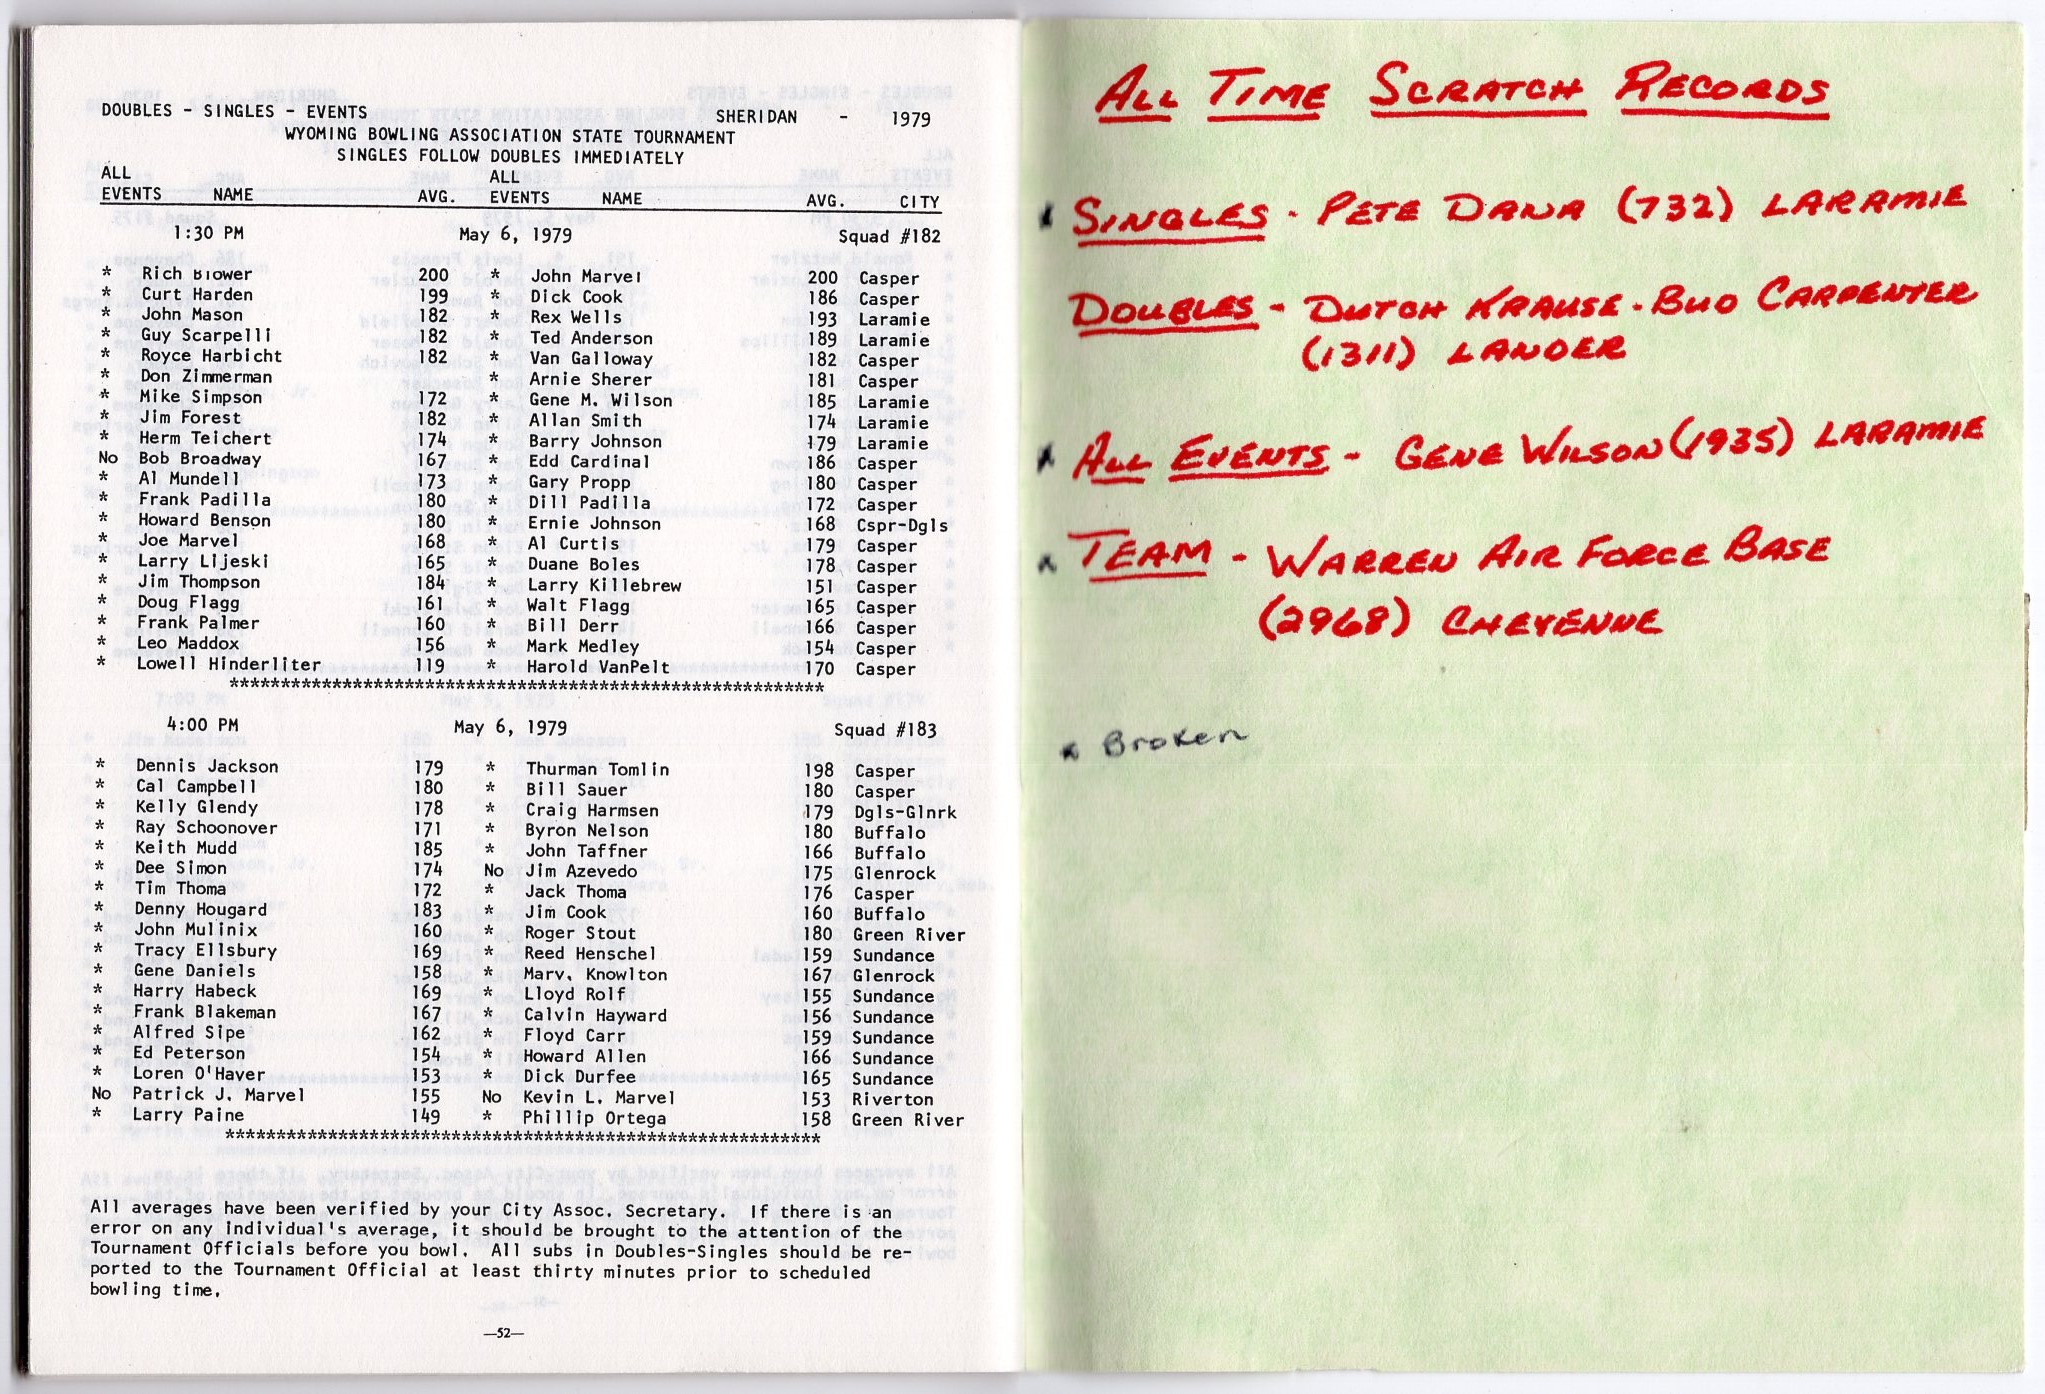 DOUBLES - SINGLES - EVENTS SHERIDAN - 1979
WYOMING BOWLING ASSOCIATION STATE TOURNAMENT
SINGLES FOLLOW DOUBLES IMMEDIATELY
ALL ALL
EVENTS NAME AVG. EVENTS NAME AVG. CITY
1:30 PM May 6, 1979 Squad #182
* Rich Blower 200 * John Marvel 200 Casper
* Curt Harden 199 * Dick Cook 186 Casper
* John Mason 182 * Rex Wells 193 Laramie
* Guy Scarpelli 182 * Ted Anderson 189 Laramie
* Royce Harbicht 182 * Van Galloway 182 Casper
* Don Zimmerman * Arnie Sherer 181 Casper
* Mike Simpson 172 * Gene M. Wilson 185 Laramie
* Jim Forest 182 * Allan Smith 174 Laramie
* Herm Teichert 174 * Barry Johnson 179 Laramie
No Bob Broadway 167 * Edd Cardinal 186 Casper
* Al Mundell 173 * Gary Propp 180 Casper
* Frank Padilla 180 * Dill Padilla 172 Casper
* Howard Benson 180 * Ernie Johnson 168 Cspr-Dgls
* Joe Marvel 168 * Al Curtis 179 Casper
* Larry Lijeski 165 * Duane Boles 178 Casper
* Jim Thompson 184 * Larry Killebrew 151 Casper
* Doug Flagg 161 * Walt Flagg 165 Casper
* Frank Palmer 160 * Bill Derr 166 Casper
* Leo Maddox 156 * Mark Medley 154 Casper
* Lowell Hinderliter 119 * Harold VanPelt 170 Casper
**********************************************************
4:00 PM May 6, 1979 Squad #183
* Dennis Jackson 179 * Thurman Tomlin 198 Casper
* Cal Campbell 180 * Bill Sauer 180 Casper
* Kelly Glendy 178 * Craig Harmsen 179 Dgls-Glnrk
* Ray Schoonover 171 * Byron Nelson 180 Buffalo
* Keith Mudd 185 * John Taffner 166 Buffalo
* Dee Simon 174 No Jim Azevedo 175 Glenrock
* Tim Thoma 172 * Jack Thoma 176 Casper
* Denny Hougard 183 * Jim Cook 160 Buffalo
* John Mulinix 160 * Roger Stout 180 Green River
* Tracy Ellsbury 169 * Reed Henschel 159 Sundance
* Gene Daniels 158 * Marv. Knowlton 167 Glenrock
* Harry Habeck 169 * Lloyd Rolf 155 Sundance
* Frank Blakeman 167 * Calvin Hayward 156 Sundance
* Alfred Sipe 162 * Floyd Carr 159 Sundance
* Ed Peterson 154 * Howard Allen 166 Sundance
* Loren O'Haver 153 * Dick Durfee 165 Sundance
No Patrick J. Marvel 155 No Kevin L. Marvel 153 Riverton
* Larry Paine 149 * Phillip Ortega 158 Green River
**********************************************************
All averages have been verified by your City Assoc. Secretary. If there is an
error on any individual's average, it should be brought to the attention of the
Tournament Officials before you bowl. All subs in Doubles-Singles should be re-
ported to the Tournament Official at least thirty minutes prior to scheduled
bowling time.
—52—
ALL TIME SCRATCH RECORDS
* SINGLES - PETE DANA (732) LARAMIE
DOUBLES - DUTCH KRAUSE - BUD CARPENTER
(1311) LANDER
* ALL EVENTS - GENE WILSON (1935) LARAMIE
* TEAM - WARREN AIR FORCE BASE
(2968) CHEYENNE
* Broken